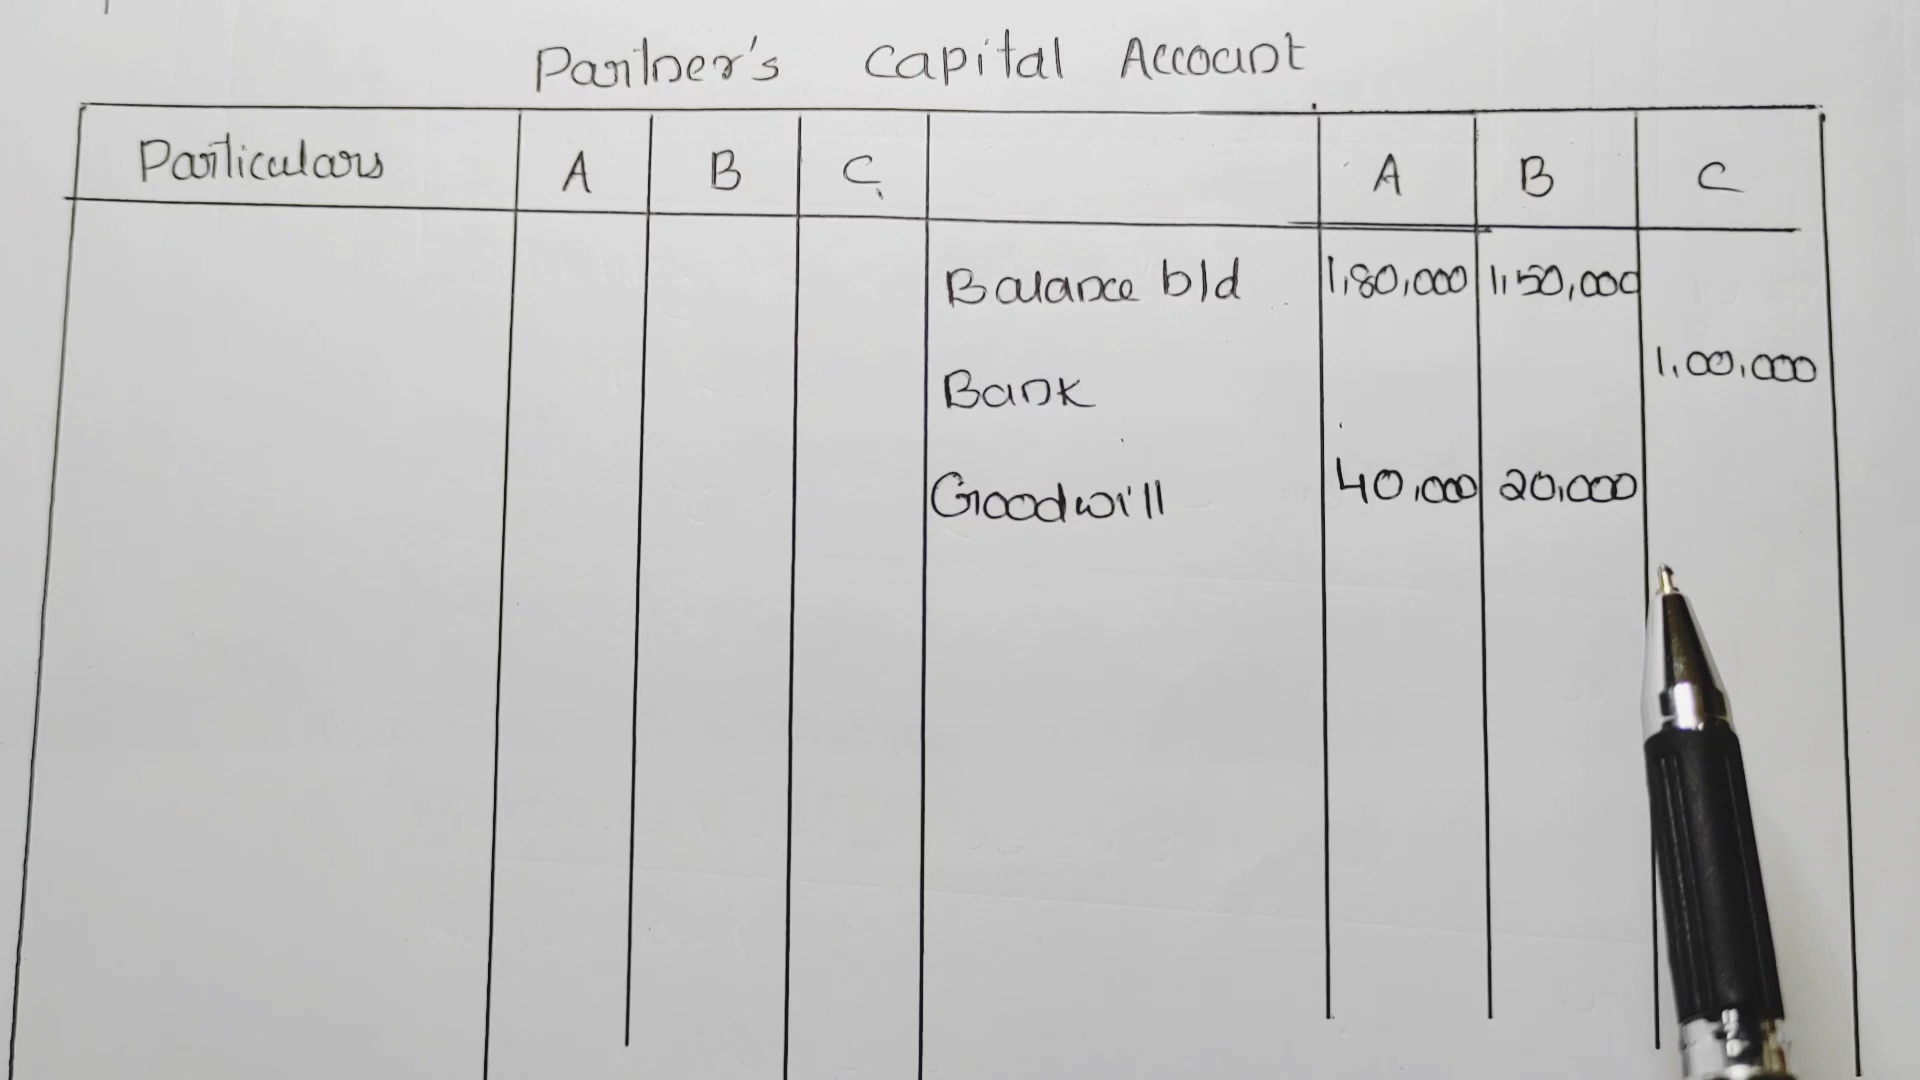 Partner's Capital Account
Particulars A B C A B C
Balance b/d 1,80,000 1,50,000
Bank 1,00,000
Goodwill 40,000 20,000